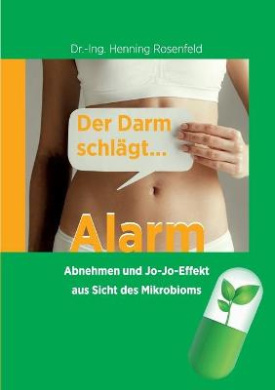 Dr.-Ing. Henning Rosenfeld
Der Darm
schlägt...
Alarm
Abnehmen und Jo-Jo-Effekt
aus Sicht des Mikrobioms